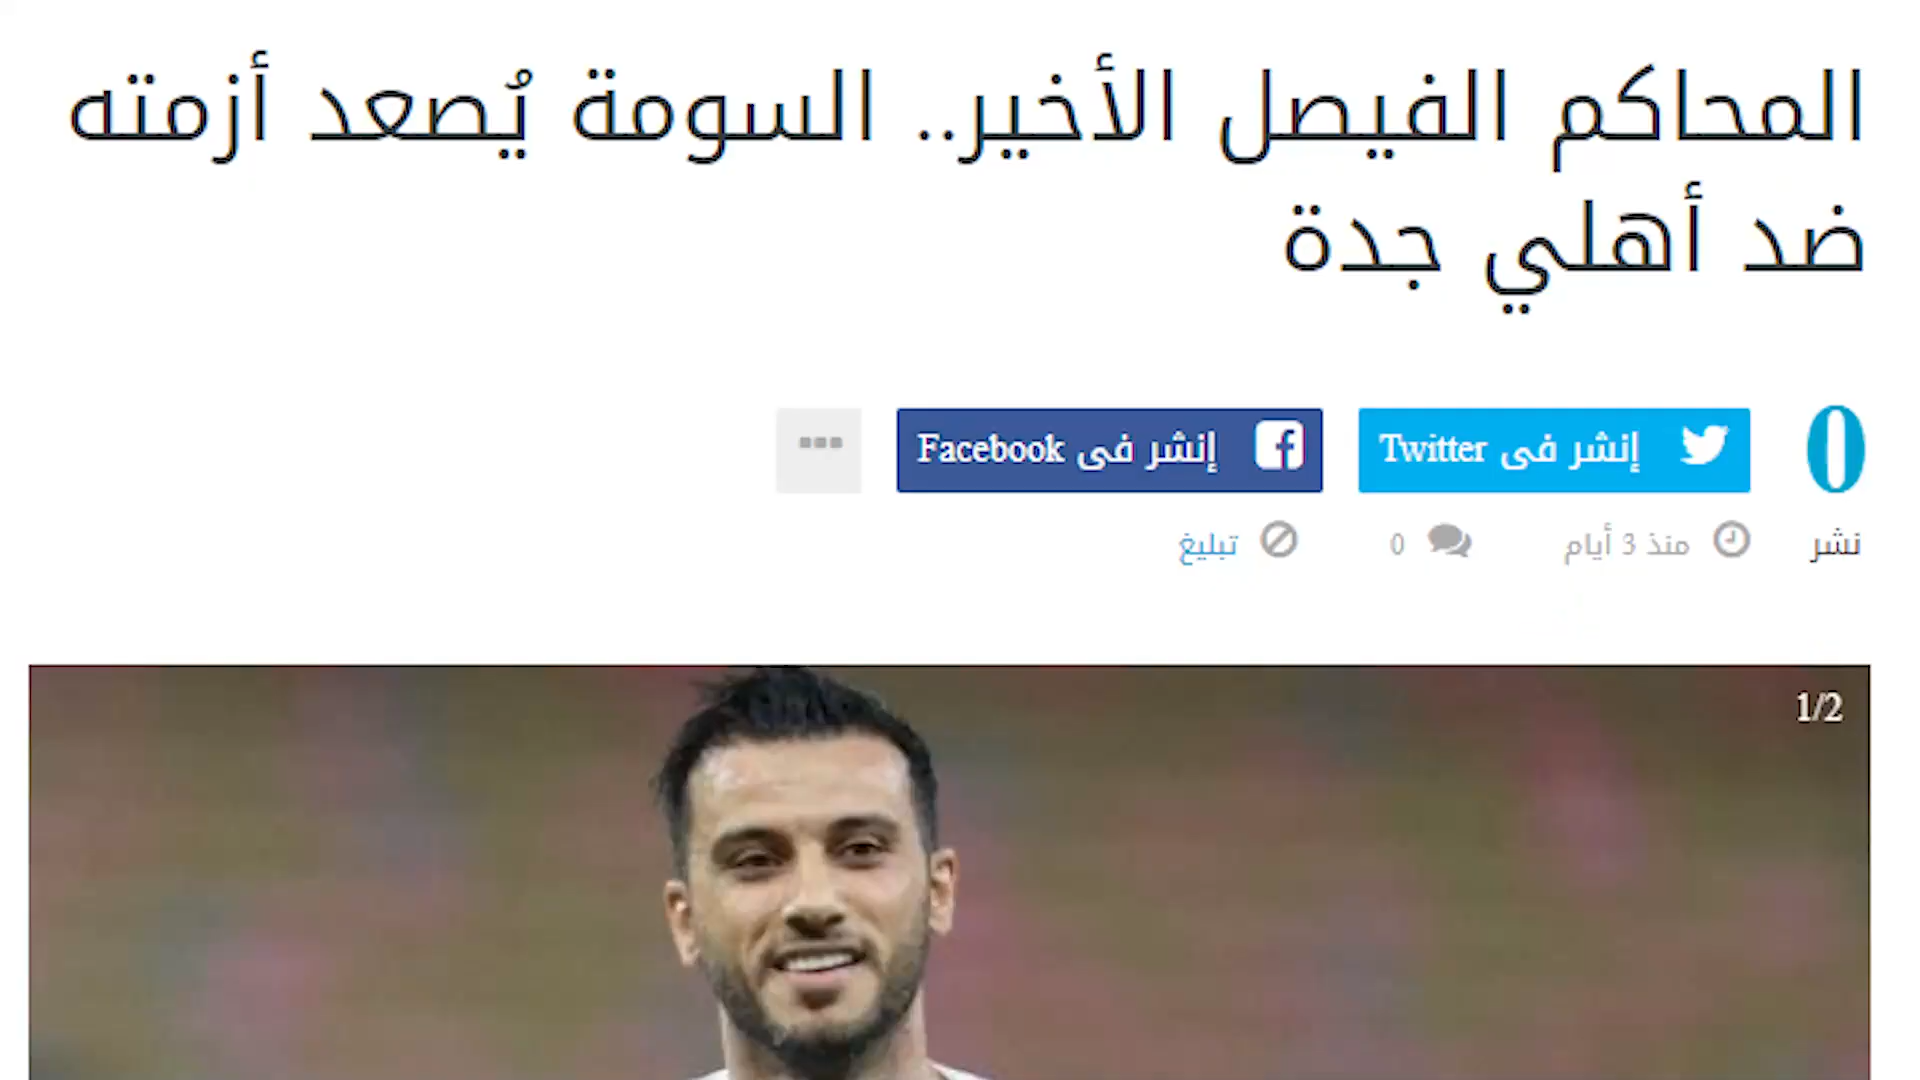 المحاكم الفيصل الأخير.. السومة يُصعد أزمته
ضد أهلي جدة
0
إنشر فى Twitter
إنشر فى Facebook
نشر
منذ 3 أيام
0
تبليغ
1/2